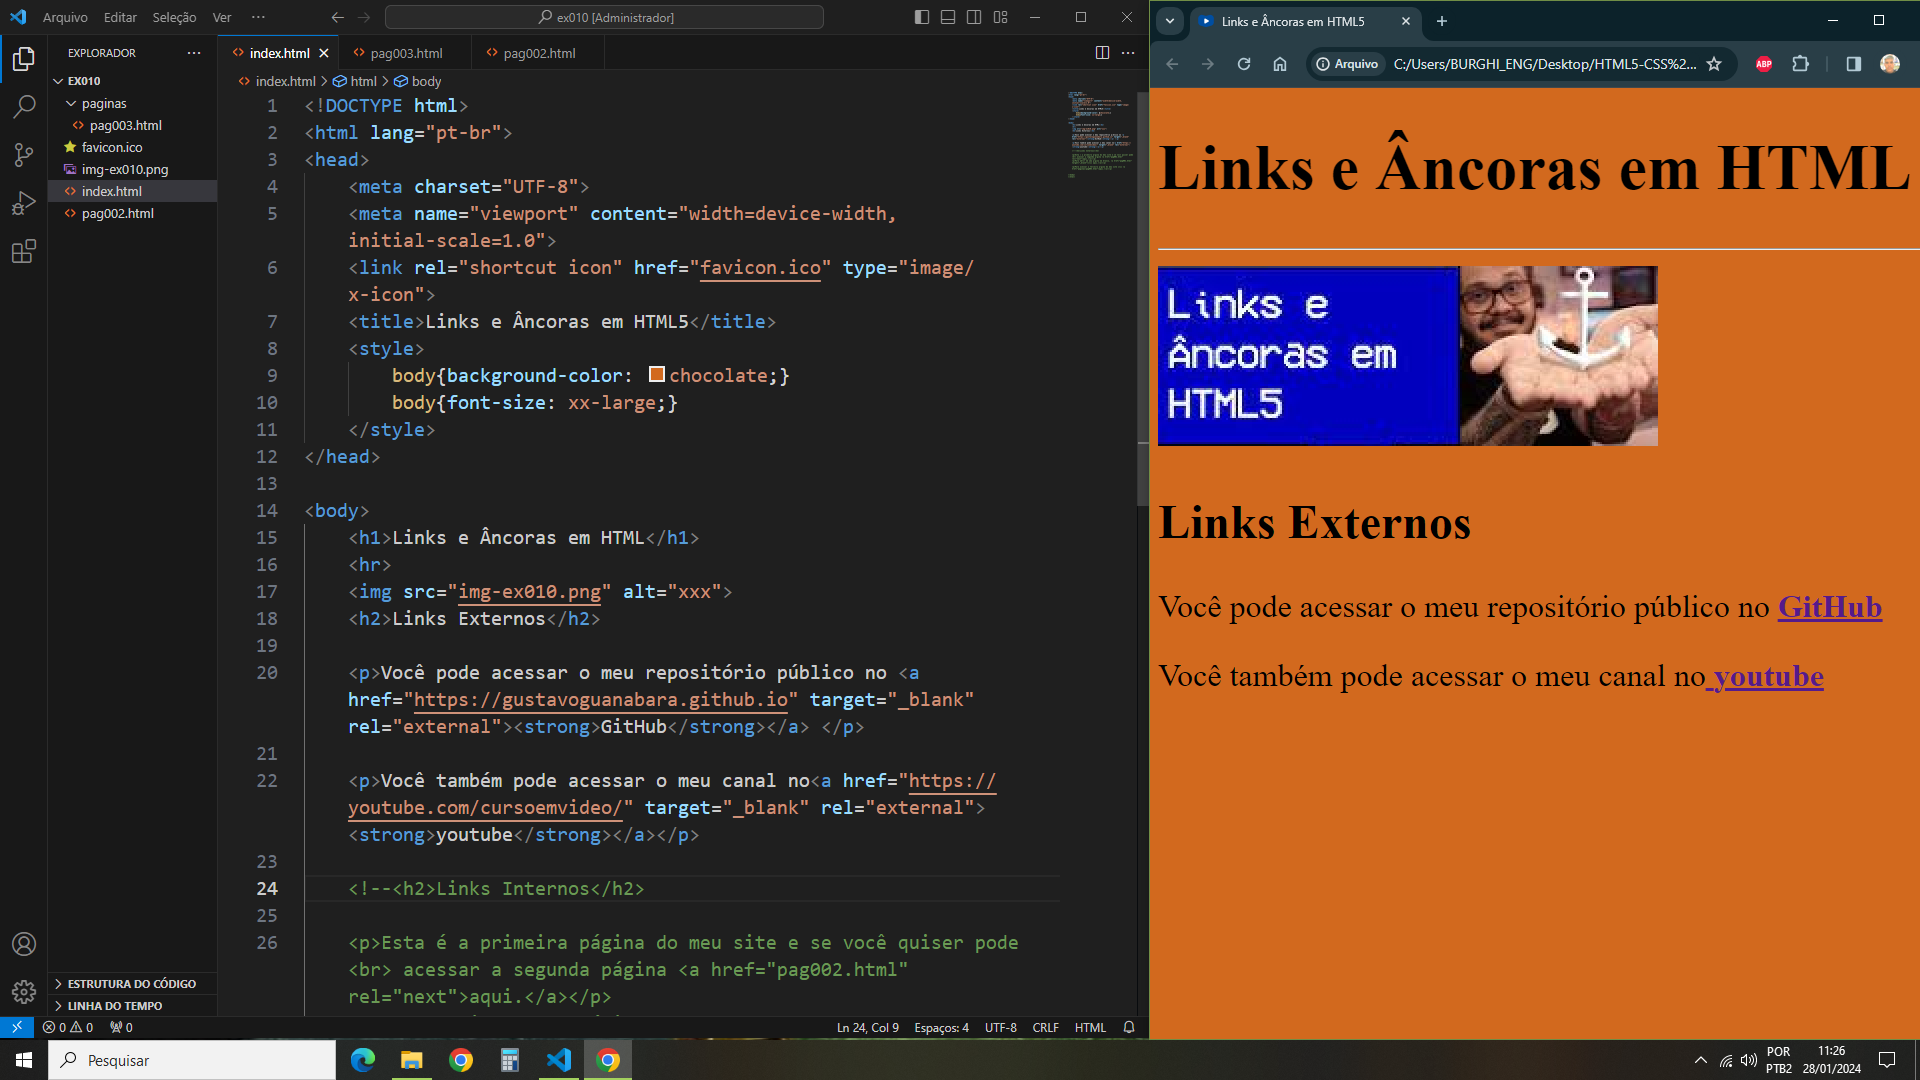 Arquivo Editar Seleção Ver ··· ex010 [Administrador]
EXPLORADOR ···
EX010
paginas
pag003.html
favicon.ico
img-ex010.png
index.html
pag002.html
ESTRUTURA DO CÓDIGO
LINHA DO TEMPO
index.html pag003.html pag002.html ···
index.html > html > body
1 <!DOCTYPE html>
2 <html lang="pt-br">
3 <head>
4 <meta charset="UTF-8">
5 <meta name="viewport" content="width=device-width,
initial-scale=1.0">
6 <link rel="shortcut icon" href="favicon.ico" type="image/
x-icon">
7 <title>Links e Âncoras em HTML5</title>
8 <style>
9 body{background-color: chocolate;}
10 body{font-size: xx-large;}
11 </style>
12 </head>
13
14 <body>
15 <h1>Links e Âncoras em HTML</h1>
16 <hr>
17 <img src="img-ex010.png" alt="xxx">
18 <h2>Links Externos</h2>
19
20 <p>Você pode acessar o meu repositório público no <a
href="https://gustavoguanabara.github.io" target="_blank"
rel="external"><strong>GitHub</strong></a> </p>
21
22 <p>Você também pode acessar o meu canal no<a href="https://
youtube.com/cursoemvideo/" target="_blank" rel="external">
<strong>youtube</strong></a></p>
23
24 <!--<h2>Links Internos</h2>
25
26 <p>Esta é a primeira página do meu site e se você quiser pode
<br> acessar a segunda página <a href="pag002.html"
rel="next">aqui.</a></p>
0 0 0 Ln 24, Col 9 Espaços: 4 UTF-8 CRLF HTML
Links e Âncoras em HTML5
Arquivo C:/Users/BURGHI_ENG/Desktop/HTML5-CSS%2... ABP
Links e Âncoras em HTML
Links e
Âncoras em
HTML5
Links Externos
Você pode acessar o meu repositório público no GitHub
Você também pode acessar o meu canal no youtube
Pesquisar
POR
PTB2
11:26
28/01/2024